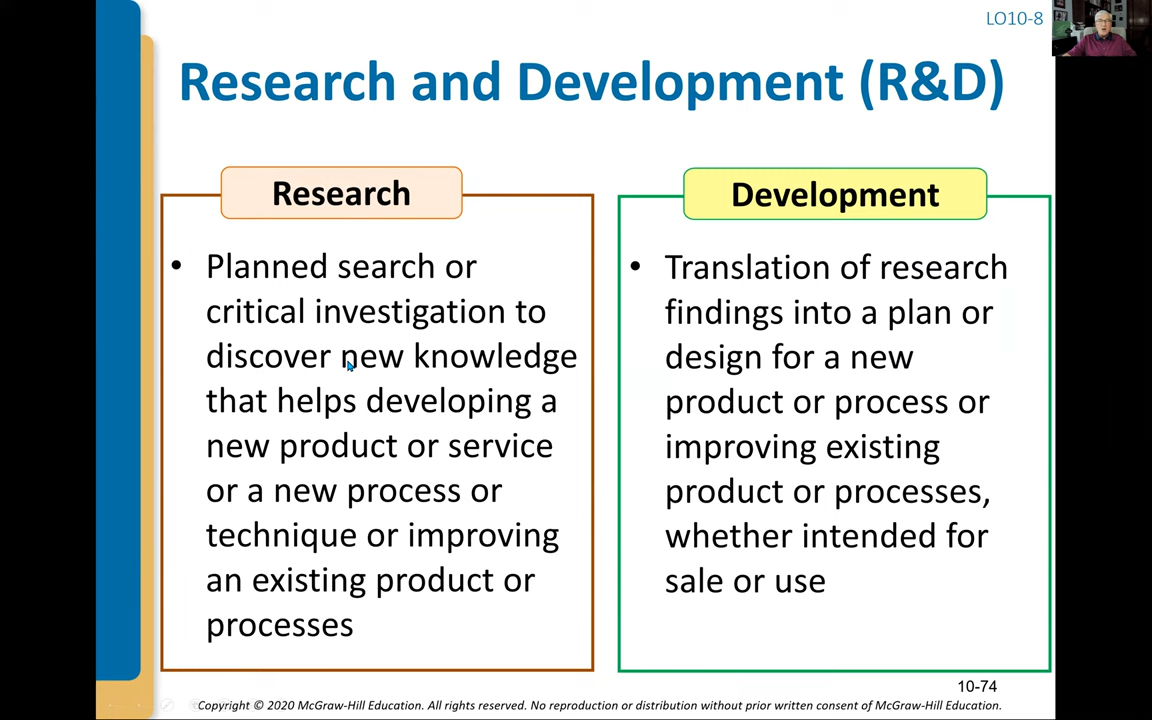 LO10-8
Research and Development (R&D)
Research
• Planned search or
critical investigation to
discover new knowledge
that helps developing a
new product or service
or a new process or
technique or improving
an existing product or
processes
Development
• Translation of research
findings into a plan or
design for a new
product or process or
improving existing
product or processes,
whether intended for
sale or use
10-74
Copyright © 2020 McGraw-Hill Education. All rights reserved. No reproduction or distribution without prior written consent of McGraw-Hill Education.